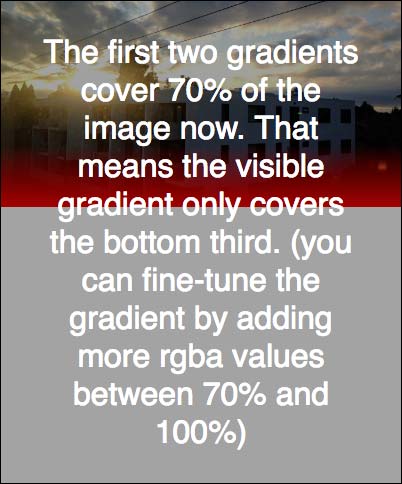 The first two gradients
cover 70% of the
image now. That
means the visible
gradient only covers
the bottom third. (you
can fine-tune the
gradient by adding
more rgba values
between 70% and
100%)